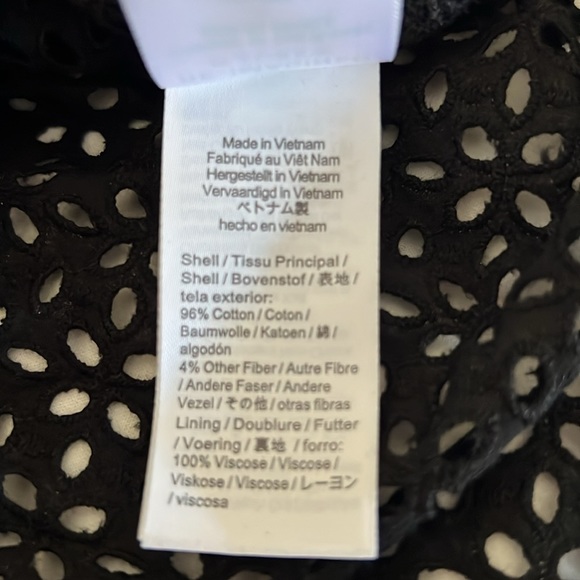 Made in Vietnam
Fabriqué au Viêt Nam
Hergestellt in Vietnam
Vervaardigd in Vietnam
ベトナム製
hecho en vietnam
Shell / Tissu Principal /
Shell / Bovenstof / 表地 /
tela exterior:
96% Cotton / Coton /
Baumwolle / Katoen / 綿 /
algodón
4% Other Fiber / Autre Fibre
/ Andere Faser / Andere
Vezel / その他 / otras fibras
Lining / Doublure / Futter
/ Voering / 裏地 / forro:
100% Viscose / Viscose /
Viskose / Viscose / レーヨン
/ viscosa